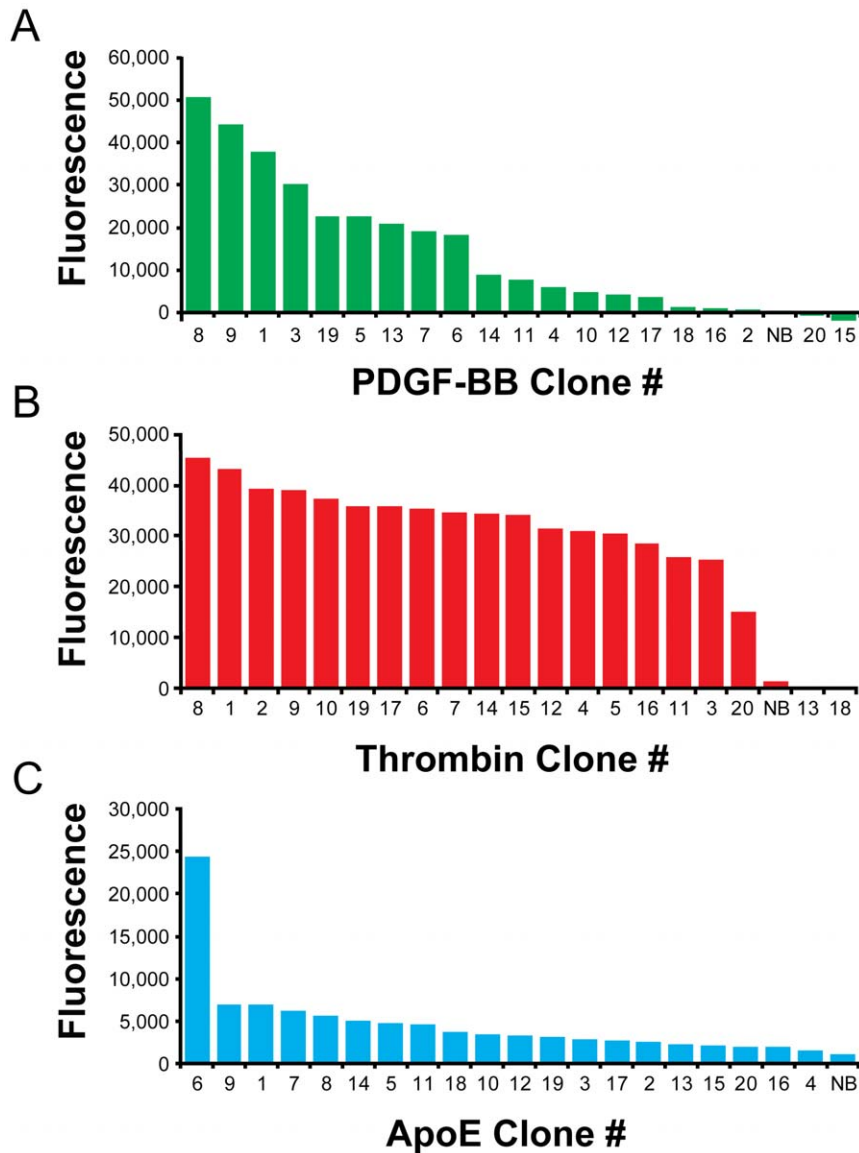 A
Fluorescence
60,000
50,000
40,000
30,000
20,000
10,000
0
8 9 1 3 19 5 13 7 6 14 11 4 10 12 17 18 16 2 NB 20 15
PDGF-BB Clone #
B
Fluorescence
50,000
40,000
30,000
20,000
10,000
0
8 1 2 9 10 19 17 6 7 14 15 12 4 5 16 11 3 20 NB 13 18
Thrombin Clone #
C
Fluorescence
30,000
25,000
20,000
15,000
10,000
5,000
0
6 9 1 7 8 14 5 11 18 10 12 19 3 17 2 13 15 20 16 4 NB
ApoE Clone #